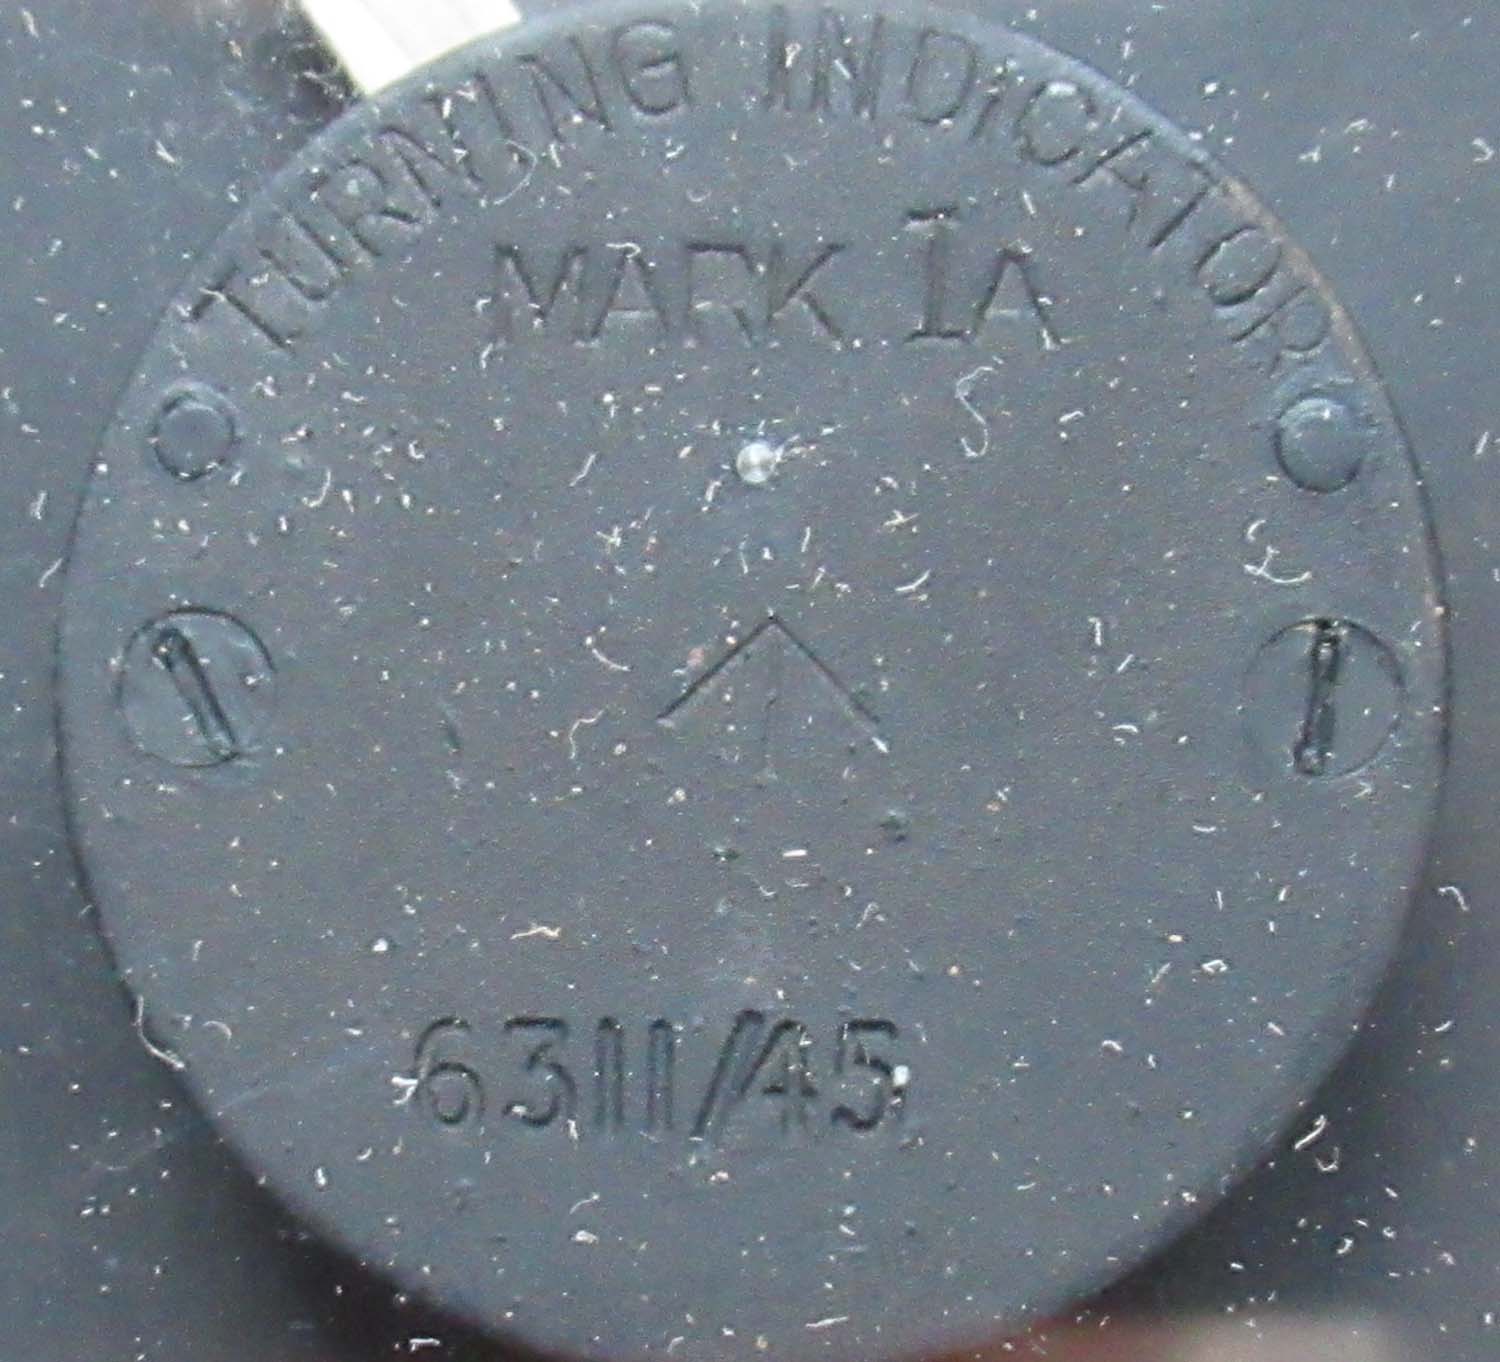 TURNING INDICATOR
MARK IA
6311/45